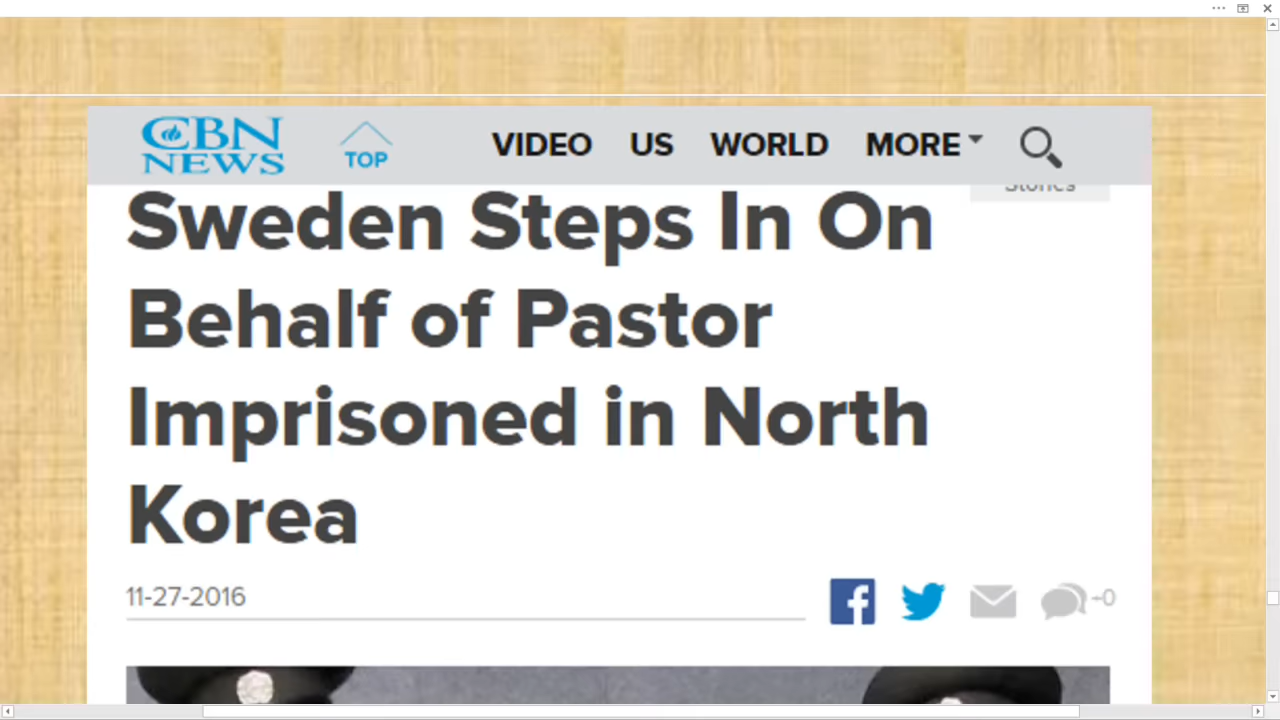 CBN
NEWS
TOP
VIDEO US WORLD MORE
Stories
Sweden Steps In On
Behalf of Pastor
Imprisoned in North
Korea
11-27-2016
0